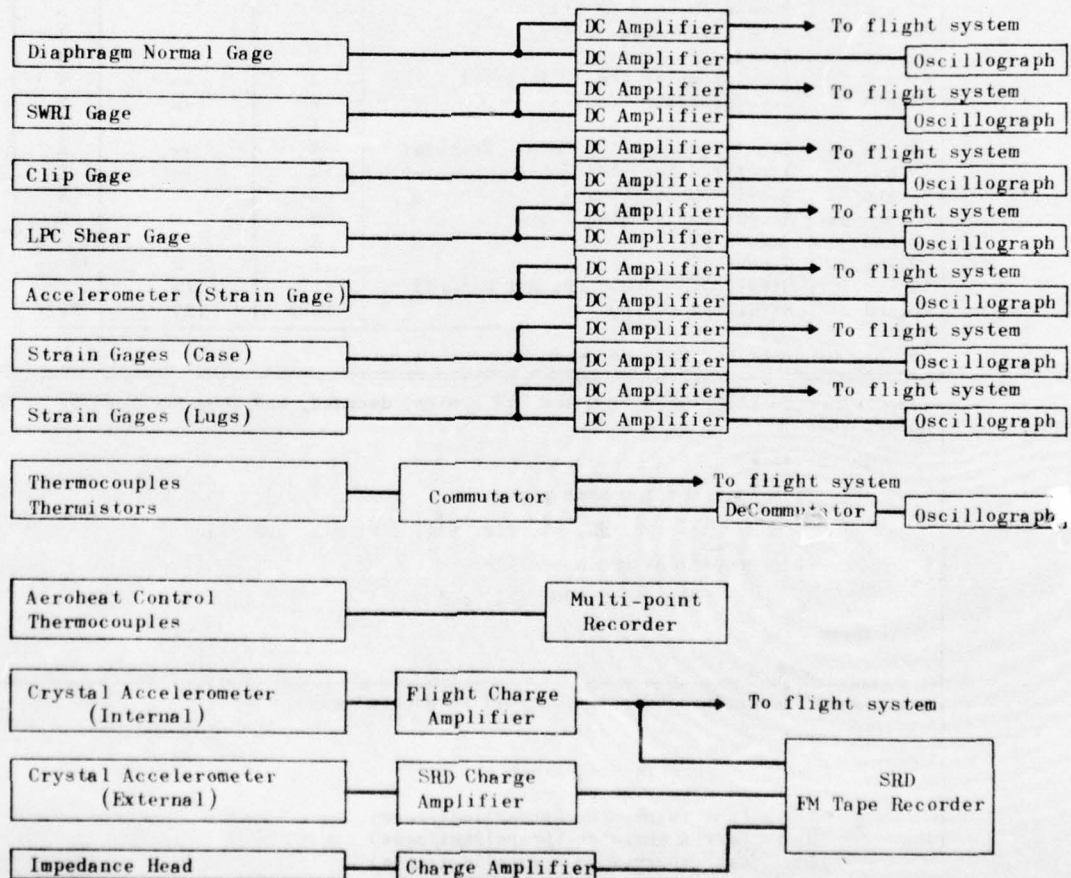 DC Amplifier To flight system
Diaphragm Normal Gage DC Amplifier Oscillograph
DC Amplifier To flight system
SWRI Gage DC Amplifier Oscillograph
DC Amplifier To flight system
Clip Gage DC Amplifier Oscillograph
DC Amplifier To flight system
LPC Shear Gage DC Amplifier Oscillograph
DC Amplifier To flight system
Accelerometer (Strain Gage) DC Amplifier Oscillograph
DC Amplifier To flight system
Strain Gages (Case) DC Amplifier Oscillograph
DC Amplifier To flight system
Strain Gages (Lugs) DC Amplifier Oscillograph
Thermocouples
Thermistors
Commutator
To flight system
DeCommutator
Oscillograph
Aeroheat Control
Thermocouples
Multi-point
Recorder
Crystal Accelerometer
(Internal)
Flight Charge
Amplifier
To flight system
Crystal Accelerometer
(External)
SRD Charge
Amplifier
SRD
FM Tape Recorder
Impedance Head
Charge Amplifier